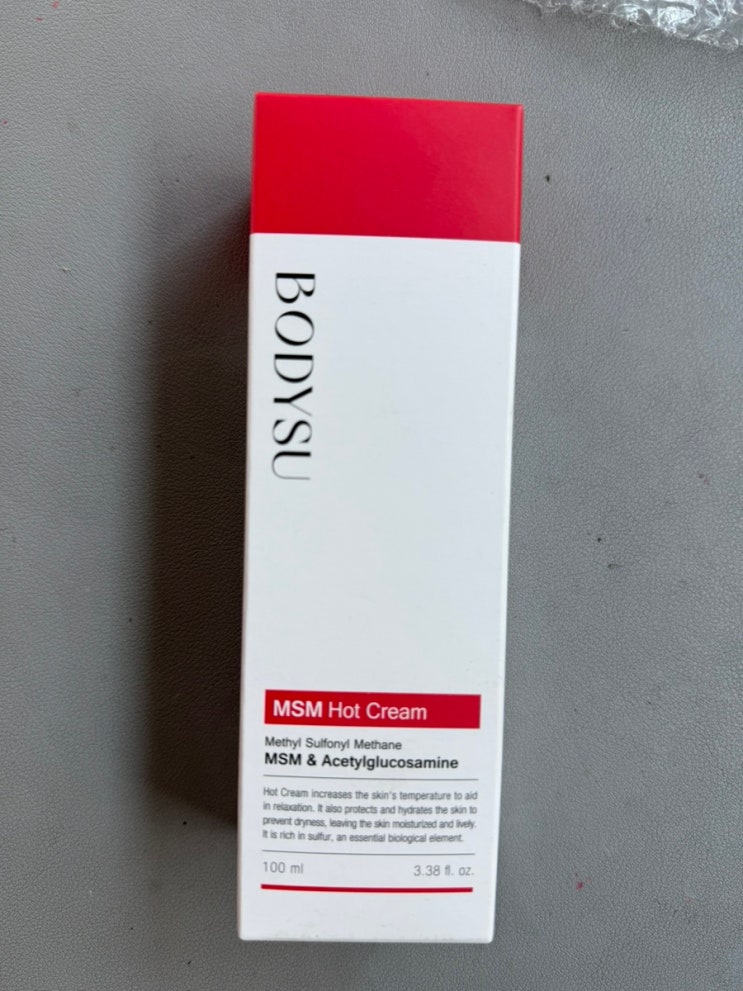 BODYSU
MSM Hot Cream
Methyl Sulfonyl Methane
MSM & Acetylglucosamine
Hot Cream increases the skin's temperature to aid
in relaxation. It also protects and hydrates the skin to
prevent dryness, leaving the skin moisturized and lively.
It is rich in sulfur, an essential biological element.
100 ml 3.38 fl. oz.